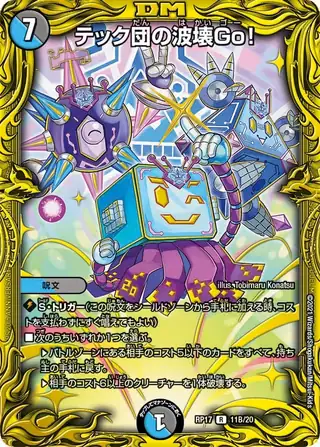 DM
7
だん はかいゴー
テック団の波壊Go!
illus.Tobimaru Konatsu
呪文
S・トリガー(この呪文をシールドゾーンから手札に加える時、コストを支払わずにすぐ唱えてもよい)
■次のうちいずれか1つを選ぶ。
▶バトルゾーンにある相手のコスト5以下のカードをすべて、持ち主の手札に戻す。
▶相手のコスト6以上のクリーチャーを1体破壊する。
©2021 Wizards/Shogakukan/Mitsui-Kids
1
RP17 R 11B/20